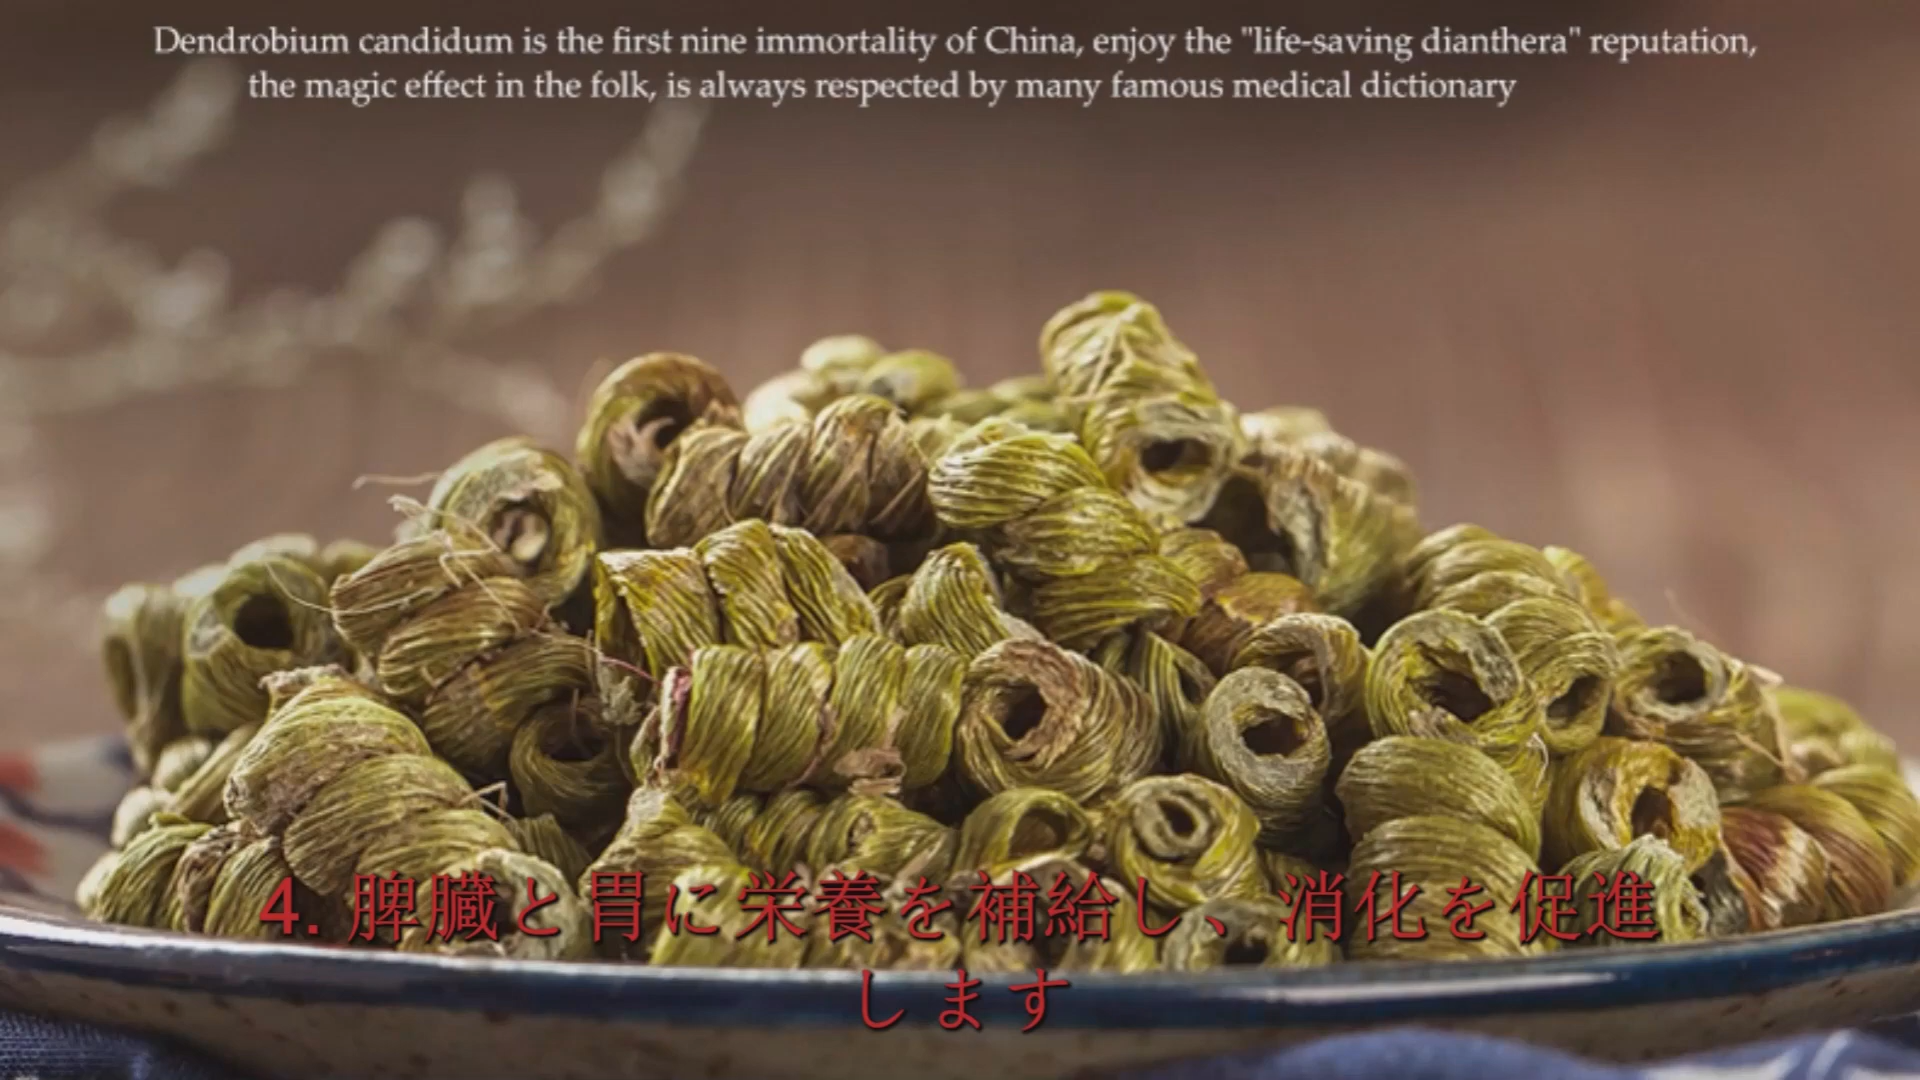 Dendrobium candidum is the first nine immortality of China, enjoy the "life-saving dianthera" reputation,
the magic effect in the folk, is always respected by many famous medical dictionary
4. 脾臓と胃に栄養を補給し、消化を促進
します